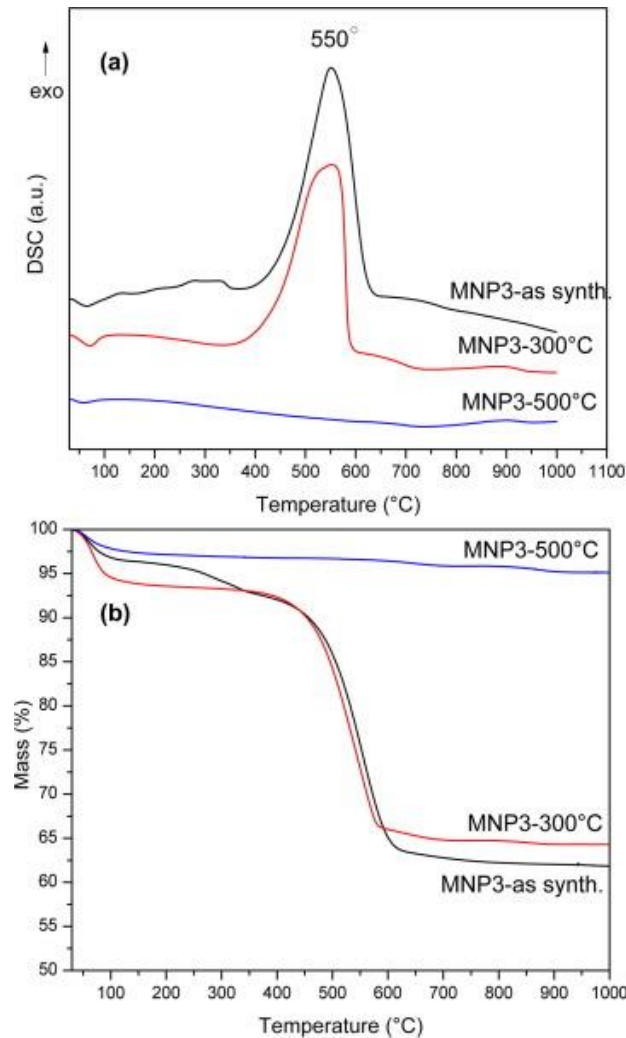 550°
(a)
exo
DSC (a.u.)
MNP3-as synth.
MNP3-300°C
MNP3-500°C
100 200 300 400 500 600 700 800 900 1000 1100
Temperature (°C)
100
95
90
85
80
75
70
65
60
55
50
Mass (%)
MNP3-500°C
(b)
MNP3-300°C
MNP3-as synth.
100 200 300 400 500 600 700 800 900 1000
Temperature (°C)